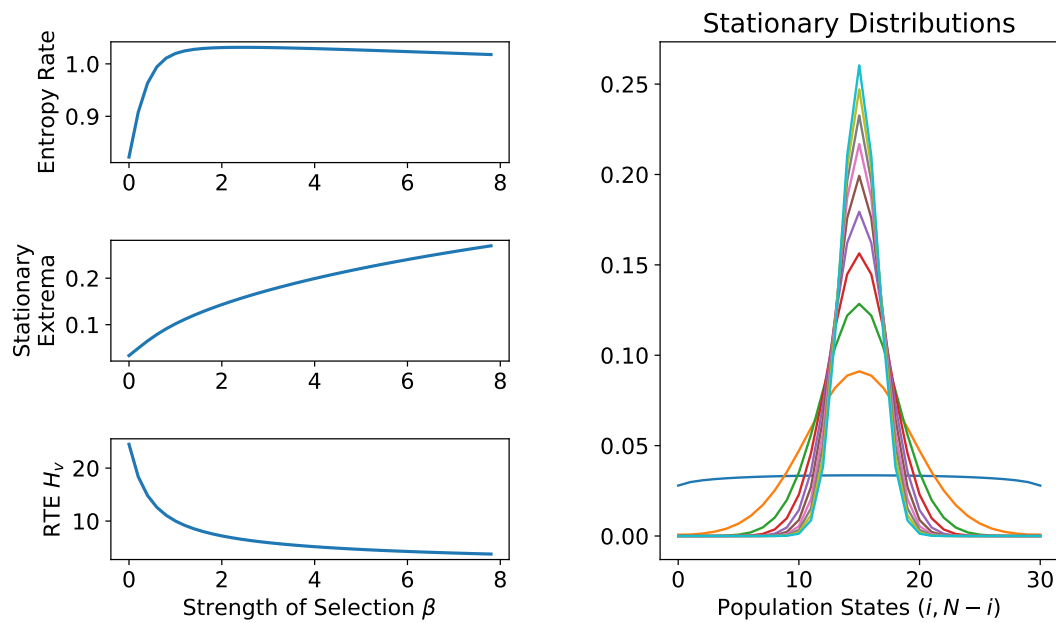 Entropy Rate
1.0
0.9
0 2 4 6 8
Stationary
Extrema
0.2
0.1
0 2 4 6 8
RTE H_v
20
10
0 2 4 6 8
Strength of Selection β
Stationary Distributions
0.25
0.20
0.15
0.10
0.05
0.00
0 10 20 30
Population States (i, N − i)